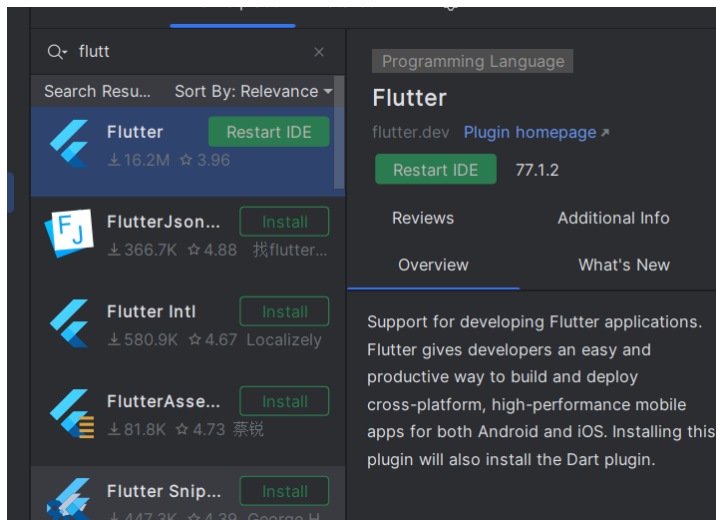 flutt
Search Resu... Sort By: Relevance
Flutter Restart IDE
16.2M 3.96
FlutterJson... Install
366.7K 4.88 找flutter...
Flutter Intl Install
580.9K 4.67 Localizely
FlutterAsse... Install
81.8K 4.73 蔡锐
Flutter Snip... Install
447.3K 4.39 George H
Programming Language
Flutter
flutter.dev Plugin homepage
Restart IDE 77.1.2
Reviews Additional Info
Overview What's New
Support for developing Flutter applications.
Flutter gives developers an easy and
productive way to build and deploy
cross-platform, high-performance mobile
apps for both Android and iOS. Installing this
plugin will also install the Dart plugin.